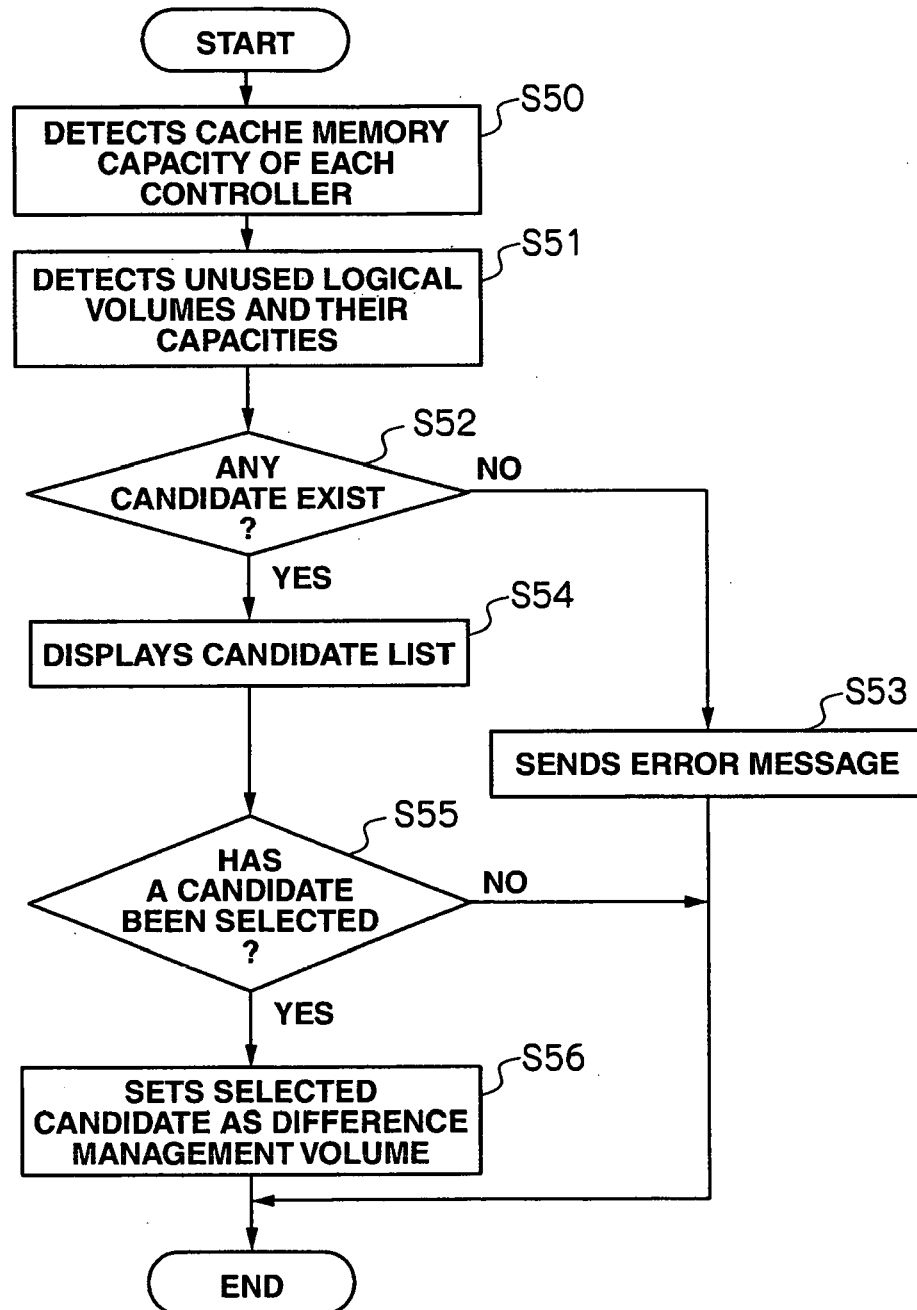 START
S50
DETECTS CACHE MEMORY
CAPACITY OF EACH
CONTROLLER
S51
DETECTS UNUSED LOGICAL
VOLUMES AND THEIR
CAPACITIES
S52
ANY
CANDIDATE EXIST
?
NO
YES
S54
DISPLAYS CANDIDATE LIST
S53
SENDS ERROR MESSAGE
S55
HAS
A CANDIDATE
BEEN SELECTED
?
NO
YES
S56
SETS SELECTED
CANDIDATE AS DIFFERENCE
MANAGEMENT VOLUME
END